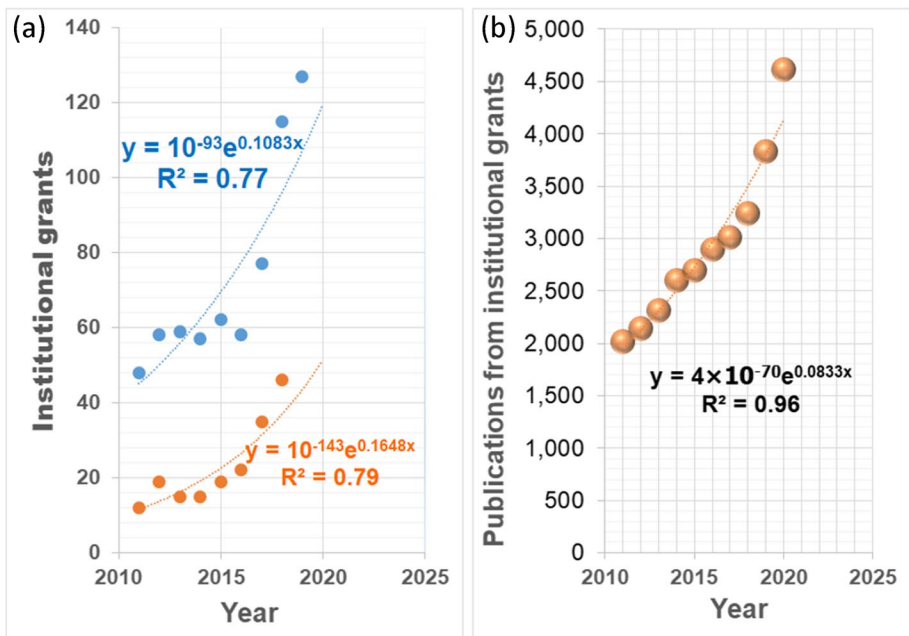 (a)
Institutional grants
140
120
100
80
60
40
20
0
y = 10⁻⁹³e⁰·¹⁰⁸³ˣ
R² = 0.77
y = 10⁻¹⁴³e⁰·¹⁶⁴⁸ˣ
R² = 0.79
2010
2015
2020
2025
Year
(b)
Publications from institutional grants
5,000
4,500
4,000
3,500
3,000
2,500
2,000
1,500
1,000
500
0
y = 4×10⁻⁷⁰e⁰·⁰⁸³³ˣ
R² = 0.96
2010
2015
2020
2025
Year